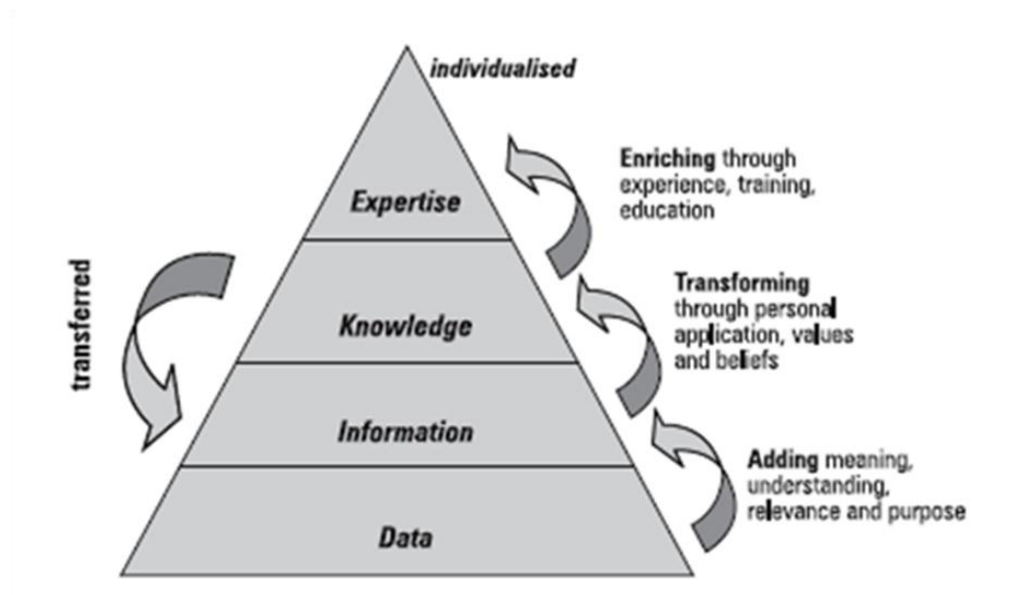 individualised
Enriching through
experience, training,
education
Expertise
Transforming
through personal
application, values
and beliefs
transferred
Knowledge
Information
Adding meaning,
understanding,
relevance and purpose
Data